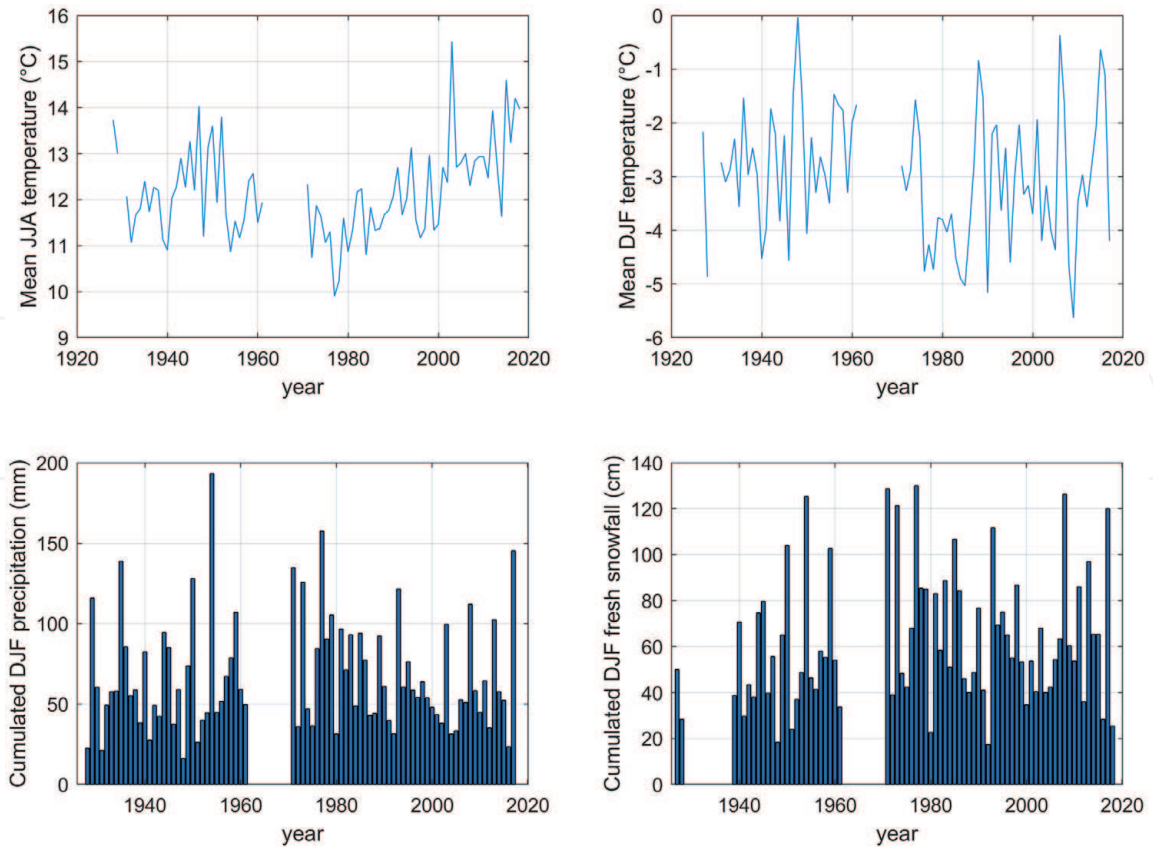 Mean JJA temperature (°C)
16
15
14
13
12
11
10
9
1920 1940 1960 1980 2000 2020
year
Mean DJF temperature (°C)
0
-1
-2
-3
-4
-5
-6
1920 1940 1960 1980 2000 2020
year
Cumulated DJF precipitation (mm)
200
150
100
50
0
1940 1960 1980 2000 2020
year
Cumulated DJF fresh snowfall (cm)
140
120
100
80
60
40
20
0
1940 1960 1980 2000 2020
year